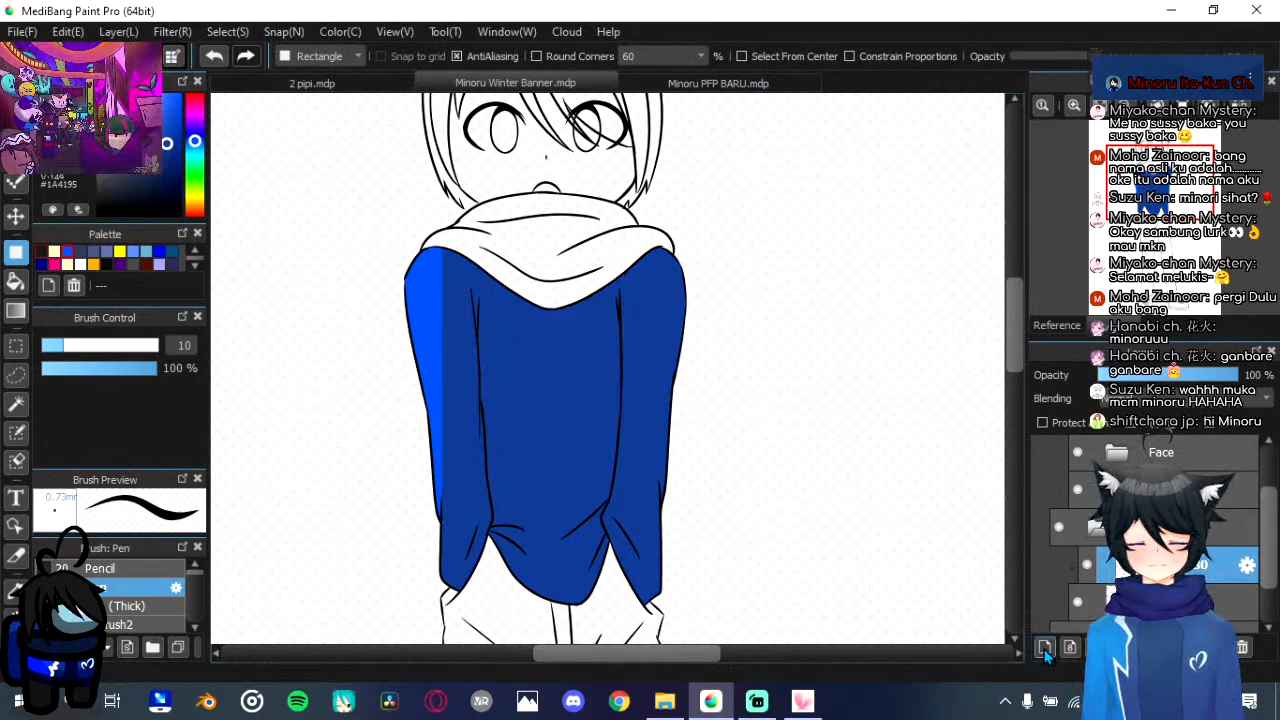 MediBang Paint Pro (64bit)
File(F) Edit(E) Layer(L) Filter(R) Select(S) Snap(N) Color(C) View(V) Tool(T) Window(W) Cloud Help
Rectangle Snap to grid AntiAliasing Round Corners 60 % Select From Center Constrain Proportions Opacity
2 pipi.mdp Minoru Winter Banner.mdp Minoru PFP BARU.mdp
Minoru Ito-Kun Ch.
Miyako-chan Mystery:
Me no sussy baka- you
sussy baka
M Mohd Zainoor: bang
nama asli ku adalah...........
oke itu adalah nama aku
Suzu Ken: minori sihat?
Miyako-chan Mystery:
Okay sambung lurk
mau mkn
Miyako-chan Mystery:
Selamat melukis-
M Mohd Zainoor: pergi Dulu
aku bang
Hanabi ch. 花火:
minoruuu
Hanabi ch. 花火: ganbare
ganbare
Suzu Ken: wahhh muka
mcm minoru HAHAHA
shiftchara jp: hi Minoru
#1A4195
Palette
---
Brush Control
10
100 %
Brush Preview
0.73m
Brush: Pen
20 Pencil
(Thick)
Reference
Opacity 100 %
Blending
Protect
Face